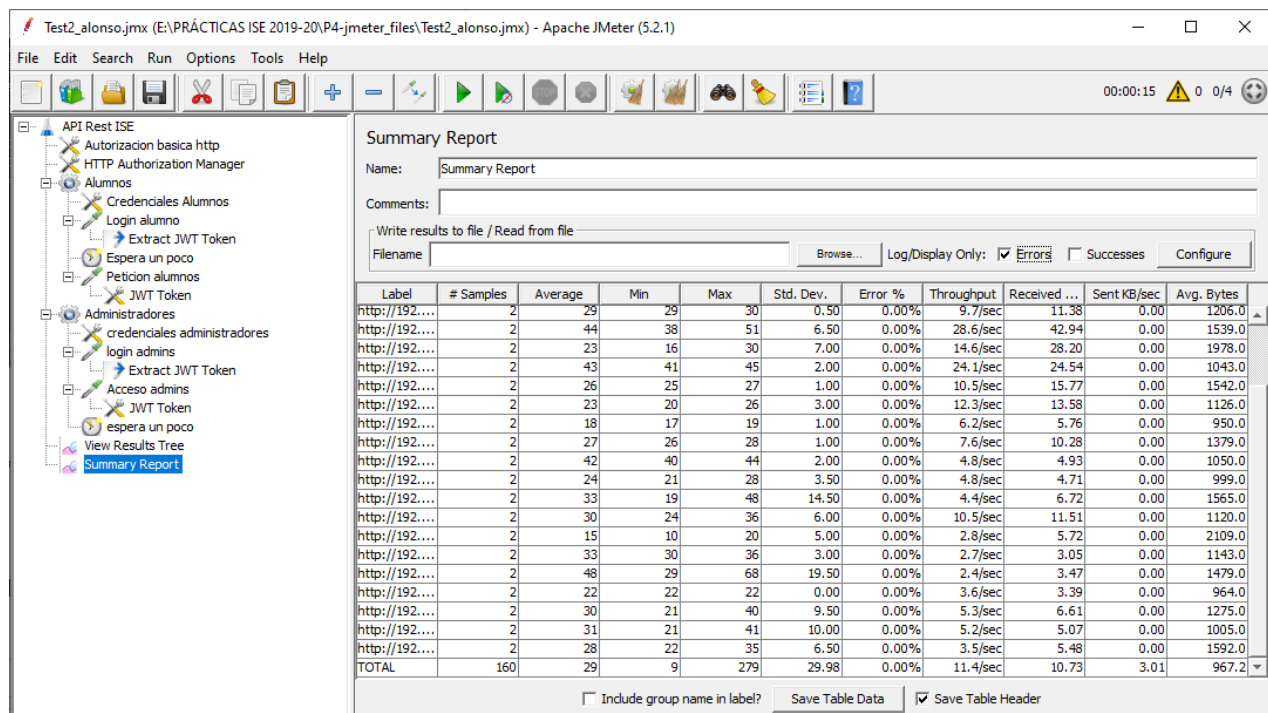 Test2_alonso.jmx (E:\PRÁCTICAS ISE 2019-20\P4-jmeter_files\Test2_alonso.jmx) - Apache JMeter (5.2.1)
File Edit Search Run Options Tools Help
STOP
00:00:15 0 0/4
API Rest ISE
Autorizacion basica http
HTTP Authorization Manager
Alumnos
Credenciales Alumnos
Login alumno
Extract JWT Token
Espera un poco
Peticion alumnos
JWT Token
Administradores
credenciales administradores
login admins
Extract JWT Token
Acceso admins
JWT Token
espera un poco
View Results Tree
Summary Report
Summary Report
Name: Summary Report
Comments:
Write results to file / Read from file
Filename Browse... Log/Display Only: Errors Successes Configure
Label # Samples Average Min Max Std. Dev. Error % Throughput Received ... Sent KB/sec Avg. Bytes
http://192.... 2 29 29 30 0.50 0.00% 9.7/sec 11.38 0.00 1206.0
http://192.... 2 44 38 51 6.50 0.00% 28.6/sec 42.94 0.00 1539.0
http://192.... 2 23 16 30 7.00 0.00% 14.6/sec 28.20 0.00 1978.0
http://192.... 2 43 41 45 2.00 0.00% 24.1/sec 24.54 0.00 1043.0
http://192.... 2 26 25 27 1.00 0.00% 10.5/sec 15.77 0.00 1542.0
http://192.... 2 23 20 26 3.00 0.00% 12.3/sec 13.58 0.00 1126.0
http://192.... 2 18 17 19 1.00 0.00% 6.2/sec 5.76 0.00 950.0
http://192.... 2 27 26 28 1.00 0.00% 7.6/sec 10.28 0.00 1379.0
http://192.... 2 42 40 44 2.00 0.00% 4.8/sec 4.93 0.00 1050.0
http://192.... 2 24 21 28 3.50 0.00% 4.8/sec 4.71 0.00 999.0
http://192.... 2 33 19 48 14.50 0.00% 4.4/sec 6.72 0.00 1565.0
http://192.... 2 30 24 36 6.00 0.00% 10.5/sec 11.51 0.00 1120.0
http://192.... 2 15 10 20 5.00 0.00% 2.8/sec 5.72 0.00 2109.0
http://192.... 2 33 30 36 3.00 0.00% 2.7/sec 3.05 0.00 1143.0
http://192.... 2 48 29 68 19.50 0.00% 2.4/sec 3.47 0.00 1479.0
http://192.... 2 22 22 22 0.00 0.00% 3.6/sec 3.39 0.00 964.0
http://192.... 2 30 21 40 9.50 0.00% 5.3/sec 6.61 0.00 1275.0
http://192.... 2 31 21 41 10.00 0.00% 5.2/sec 5.07 0.00 1005.0
http://192.... 2 28 22 35 6.50 0.00% 3.5/sec 5.48 0.00 1592.0
TOTAL 160 29 9 279 29.98 0.00% 11.4/sec 10.73 3.01 967.2
Include group name in label? Save Table Data Save Table Header